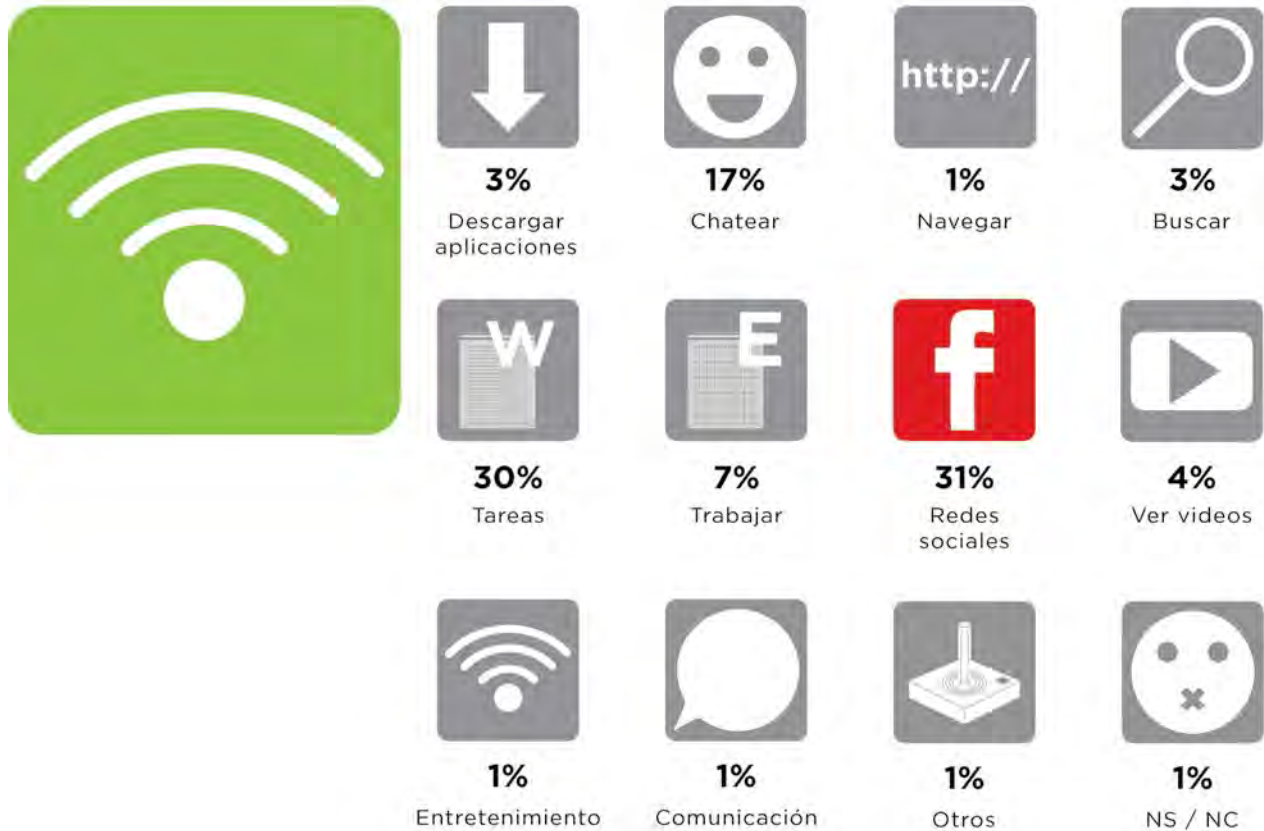 http://
3%
Descargar
aplicaciones
17%
Chatear
1%
Navegar
3%
Buscar
W
30%
Tareas
E
7%
Trabajar
f
31%
Redes
sociales
4%
Ver videos
1%
Entretenimiento
1%
Comunicación
1%
Otros
1%
NS / NC